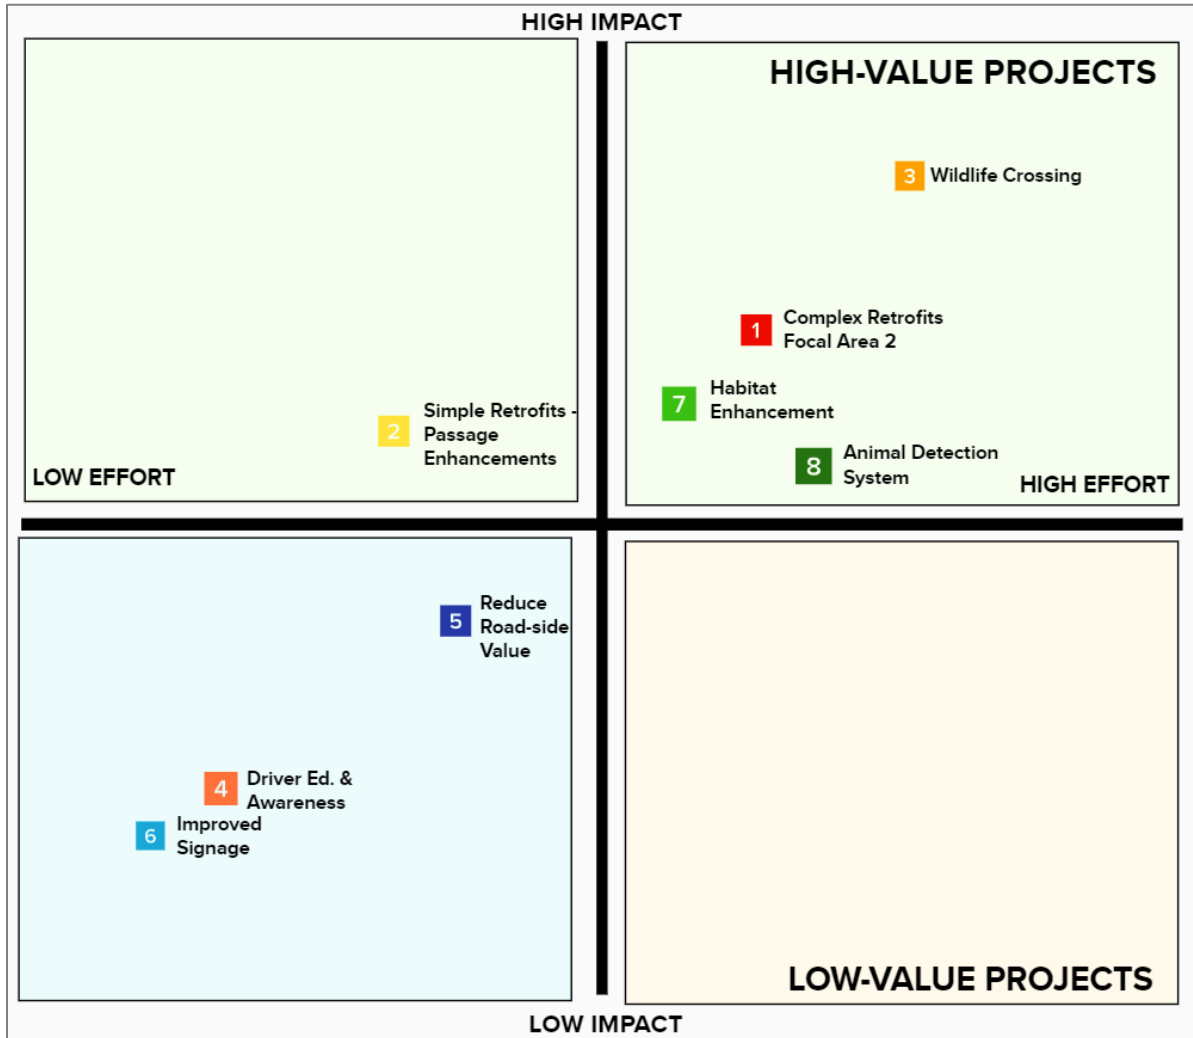 HIGH IMPACT
HIGH-VALUE PROJECTS
3 Wildlife Crossing
1 Complex Retrofits
Focal Area 2
7 Habitat
Enhancement
2 Simple Retrofits -
Passage
Enhancements
8 Animal Detection
System
LOW EFFORT
HIGH EFFORT
5 Reduce
Road-side
Value
4 Driver Ed. &
Awareness
6 Improved
Signage
LOW-VALUE PROJECTS
LOW IMPACT